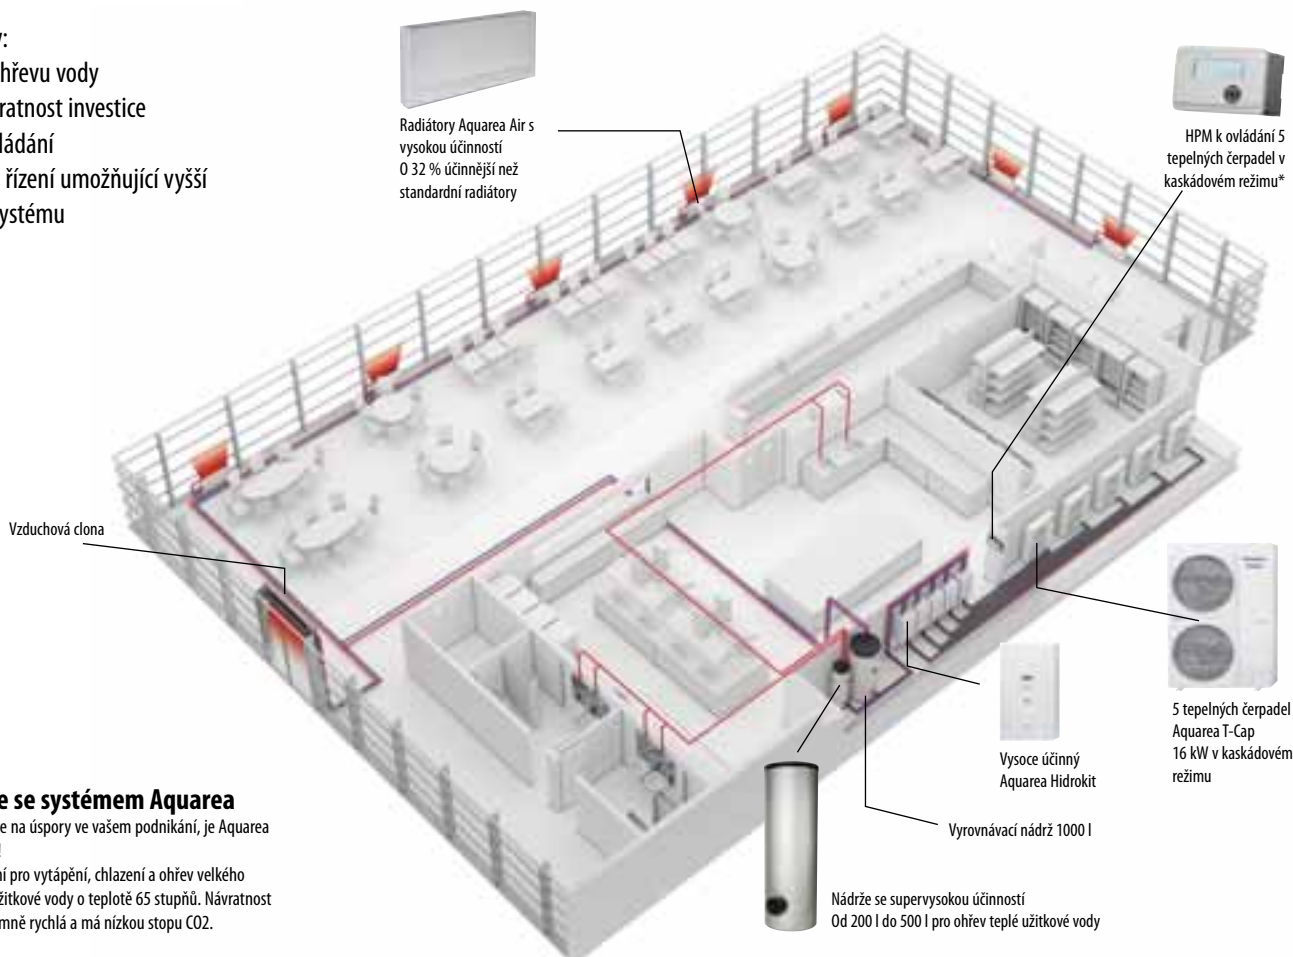 y:
hřevu vody
ratnost investice
ládání
řízení umožňující vyšší
systému
Radiátory Aquarea Air s
vysokou účinností
O 32 % účinnější než
standardní radiátory
HPM k ovládání 5
tepelných čerpadel v
kaskádovém režimu*
Vzduchová clona
5 tepelných čerpadel
Aquarea T-Cap
16 kW v kaskádovém
režimu
Vysoce účinný
Aquarea Hidrokit
Vyrovnávací nádrž 1000 l
Nádrže se supervysokou účinností
Od 200 l do 500 l pro ohřev teplé užitkové vody
e se systémem Aquarea
e na úspory ve vašem podnikání, je Aquarea
!
ní pro vytápění, chlazení a ohřev velkého
žitkové vody o teplotě 65 stupňů. Návratnost
mně rychlá a má nízkou stopu CO2.